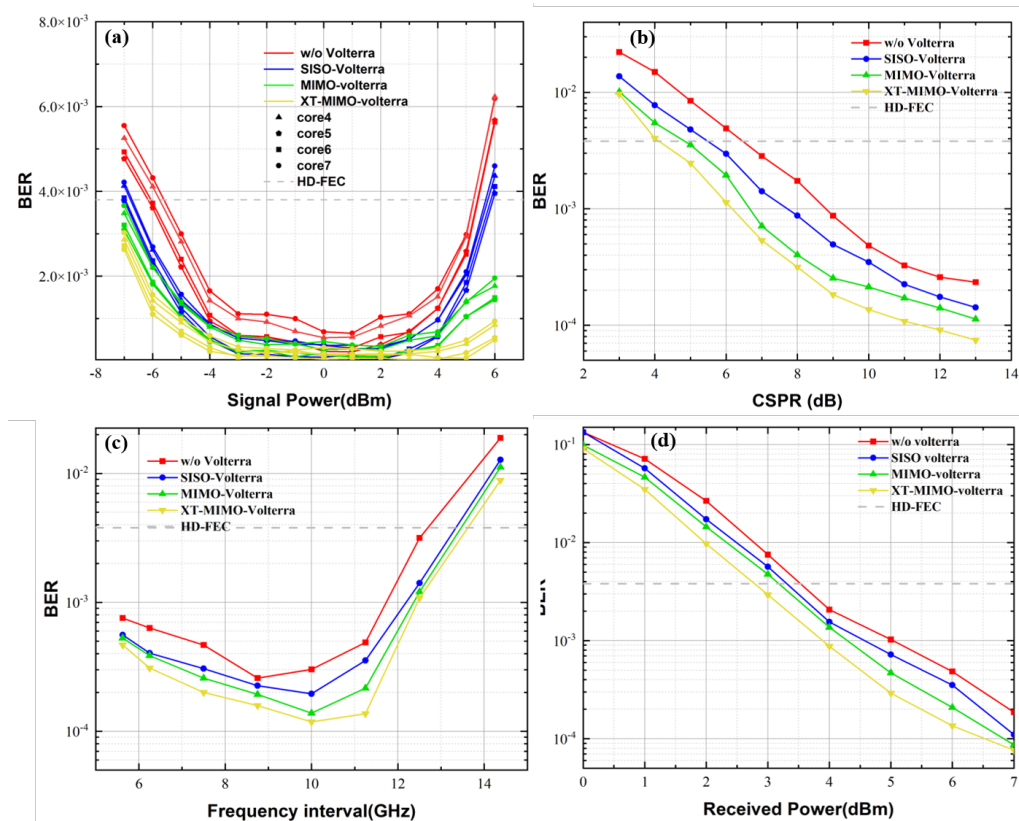 (a)
8.0×10⁻³
6.0×10⁻³
4.0×10⁻³
2.0×10⁻³
BER
w/o Volterra
SISO-Volterra
MIMO-volterra
XT-MIMO-volterra
core4
core5
core6
core7
HD-FEC
-8 -6 -4 -2 0 2 4 6
Signal Power(dBm)
(b)
10⁻²
10⁻³
10⁻⁴
BER
w/o Volterra
SISO-Volterra
MIMO-Volterra
XT-MIMO-Volterra
HD-FEC
2 4 6 8 10 12 14
CSPR (dB)
(c)
10⁻²
10⁻³
10⁻⁴
BER
w/o Volterra
SISO-Volterra
MIMO-Volterra
XT-MIMO-Volterra
HD-FEC
6 8 10 12 14
Frequency interval(GHz)
(d)
10⁻¹
10⁻²
10⁻³
10⁻⁴
w/o volterra
SISO volterra
MIMO-volterra
XT-MIMO-volterra
HD-FEC
0 1 2 3 4 5 6 7
Received Power(dBm)